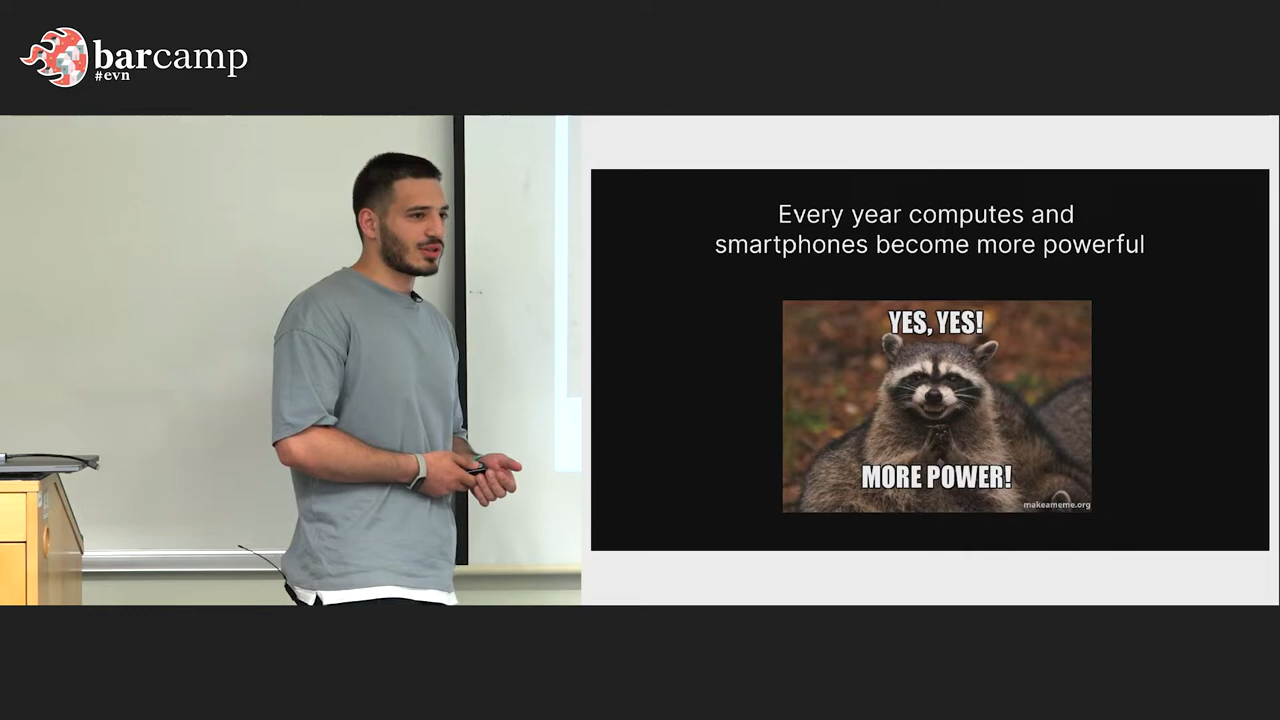 barcamp
#evn
Every year computes and
smartphones become more powerful
YES, YES!
MORE POWER!
makeameme.org